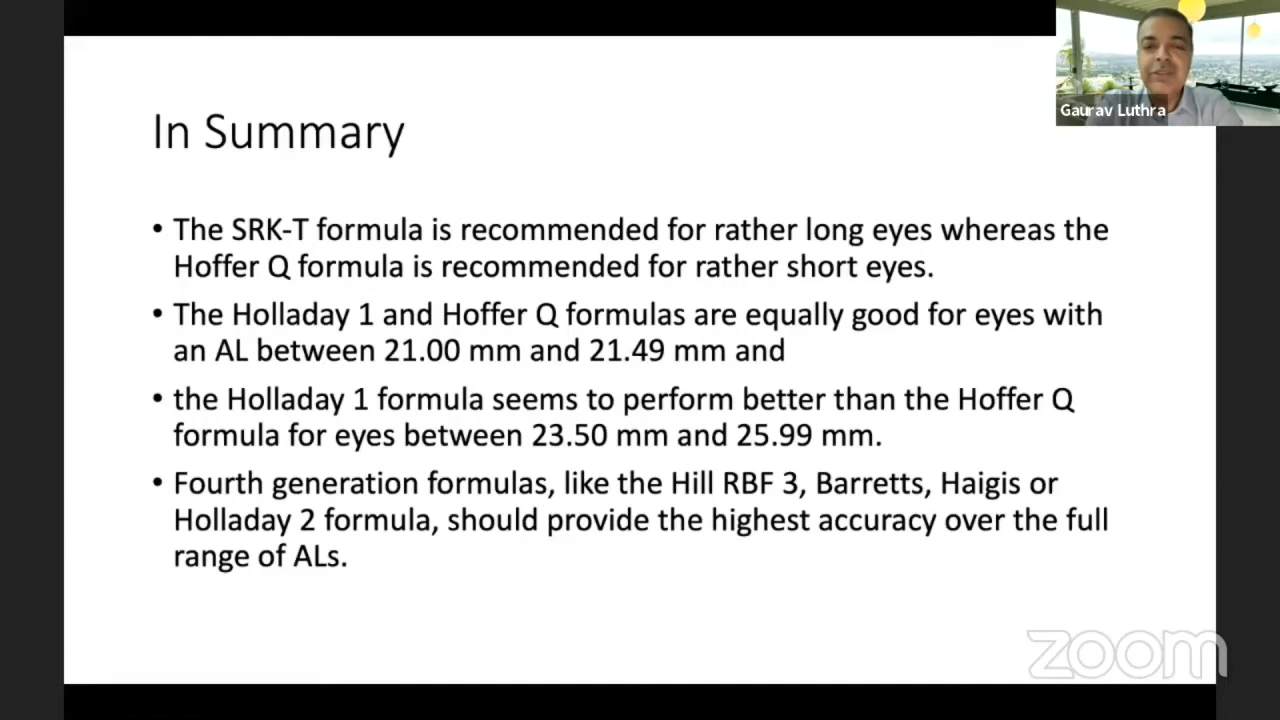 Gaurav Luthra
In Summary
• The SRK-T formula is recommended for rather long eyes whereas the
Hoffer Q formula is recommended for rather short eyes.
• The Holladay 1 and Hoffer Q formulas are equally good for eyes with
an AL between 21.00 mm and 21.49 mm and
• the Holladay 1 formula seems to perform better than the Hoffer Q
formula for eyes between 23.50 mm and 25.99 mm.
• Fourth generation formulas, like the Hill RBF 3, Barretts, Haigis or
Holladay 2 formula, should provide the highest accuracy over the full
range of ALs.
zoom